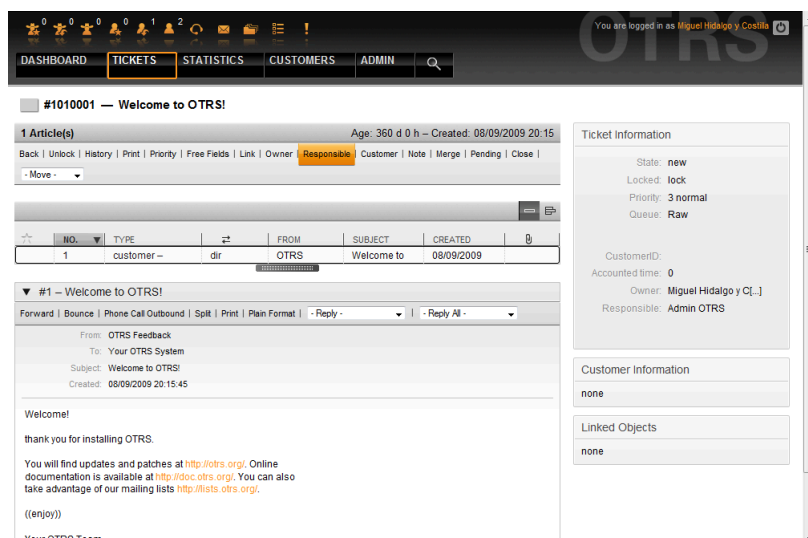 0 0 0 0 1 2
You are logged in as Miguel Hidalgo y Costilla
OTRS
DASHBOARD TICKETS STATISTICS CUSTOMERS ADMIN
#1010001 — Welcome to OTRS!
1 Article(s) Age: 360 d 0 h – Created: 08/09/2009 20:15
Back | Unlock | History | Print | Priority | Free Fields | Link | Owner | Responsible | Customer | Note | Merge | Pending | Close |
- Move -
NO. TYPE FROM SUBJECT CREATED
1 customer – dir OTRS Welcome to 08/09/2009
#1 – Welcome to OTRS!
Forward | Bounce | Phone Call Outbound | Split | Print | Plain Format | - Reply - | - Reply All -
From: OTRS Feedback
To: Your OTRS System
Subject: Welcome to OTRS!
Created: 08/09/2009 20:15:45
Welcome!
thank you for installing OTRS.
You will find updates and patches at http://otrs.org/. Online
documentation is available at http://doc.otrs.org/. You can also
take advantage of our mailing lists http://lists.otrs.org/.
((enjoy))
Your OTRS Team
Ticket Information
State: new
Locked: lock
Priority: 3 normal
Queue: Raw
CustomerID:
Accounted time: 0
Owner: Miguel Hidalgo y C[...]
Responsible: Admin OTRS
Customer Information
none
Linked Objects
none